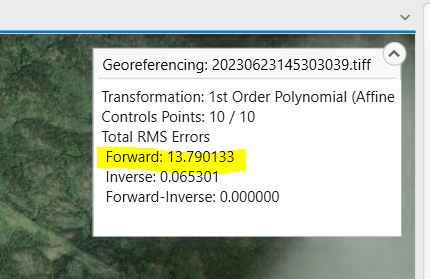 Georeferencing: 20230623145303039.tiff
Transformation: 1st Order Polynomial (Affine
Controls Points: 10 / 10
Total RMS Errors
Forward: 13.790133
Inverse: 0.065301
Forward-Inverse: 0.000000